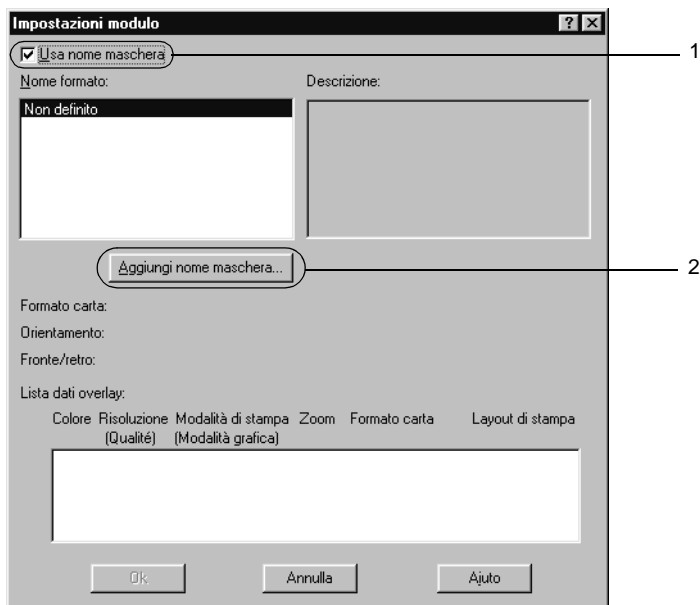 Impostazioni modulo
Usa nome maschera
1
Nome formato:
Descrizione:
Non definito
Aggiungi nome maschera...
2
Formato carta:
Orientamento:
Fronte/retro:
Lista dati overlay:
Colore Risoluzione Modalità di stampa Zoom Formato carta Layout di stampa
(Qualité) (Modalità grafica)
Ok Annulla Ajuto